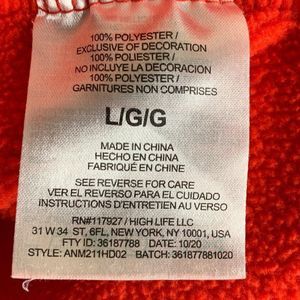 100% POLYESTER /
EXCLUSIVE OF DECORATION
100% POLIESTER /
NO INCLUYE LA DECORACIÓN
100% POLYESTER /
GARNITURES NON COMPRISES
L/G/G
MADE IN CHINA
HECHO EN CHINA
FABRIQUÉ EN CHINE
SEE REVERSE FOR CARE
VER EL REVERSO PARA EL CUIDADO
INSTRUCTIONS D'ENTRETIEN AU VERSO
RN#117927 / HIGH LIFE LLC
31 W 34 ST, 6FL, NEW YORK, NY 10001, USA
FTY ID: 36187788 DATE: 10/20
STYLE: ANM211HD02 BATCH: 361877881020